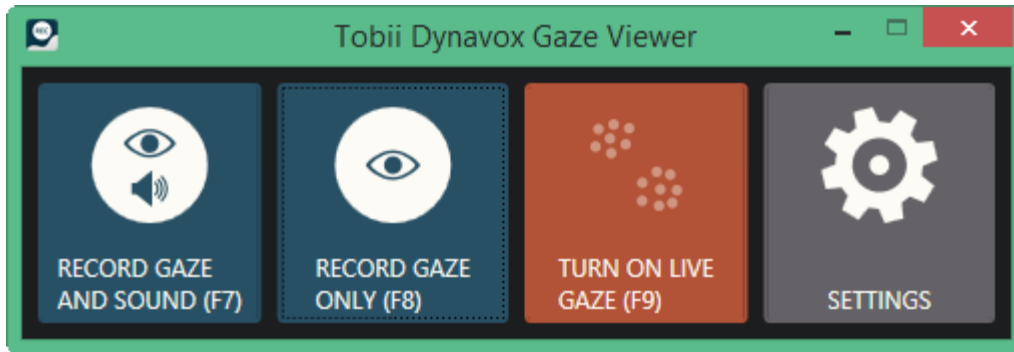 REC
Tobii Dynavox Gaze Viewer
RECORD GAZE
AND SOUND (F7)
RECORD GAZE
ONLY (F8)
TURN ON LIVE
GAZE (F9)
SETTINGS